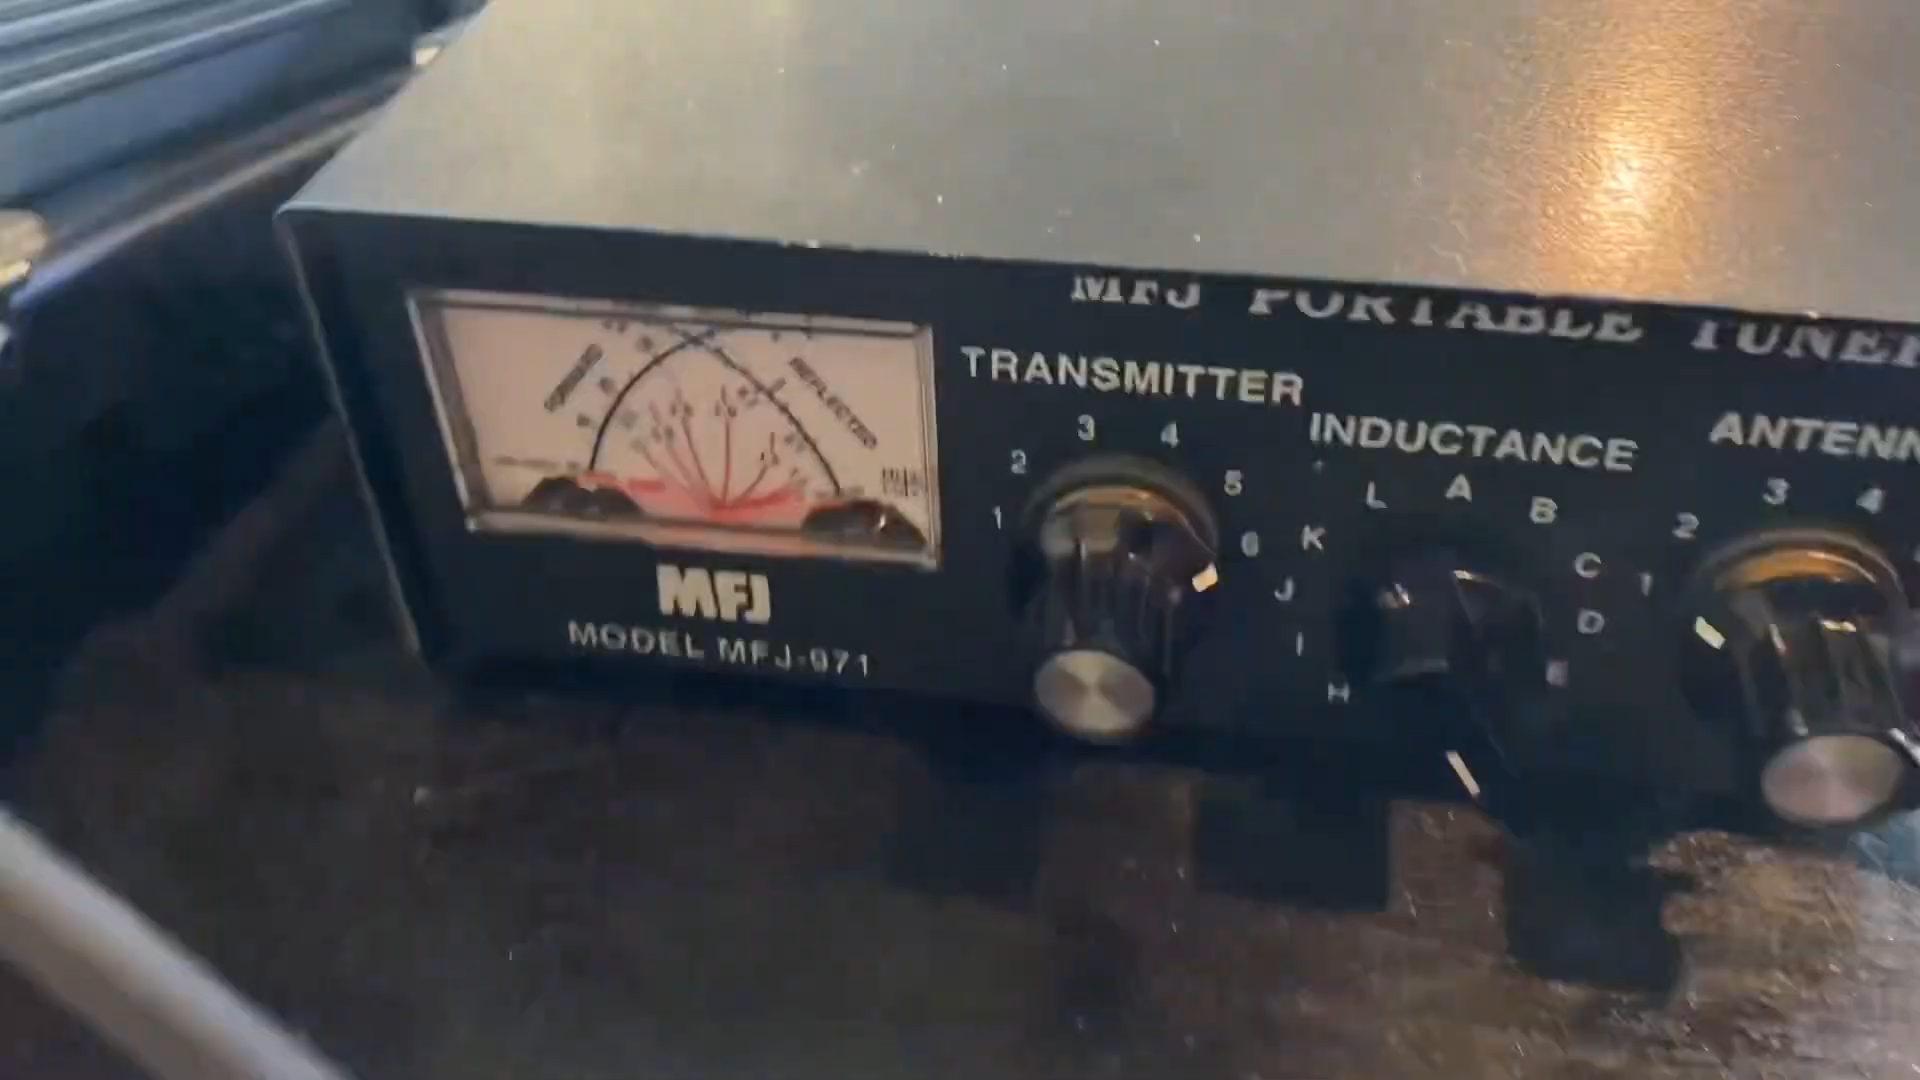 MFJ PORTABLE TUNER
TRANSMITTER
INDUCTANCE
ANTENN
FORWARD
REFLECTED
1 2 3 4 5 6
H I J K L A B C D E
1 2 3 4
MFJ
MODEL MFJ-971